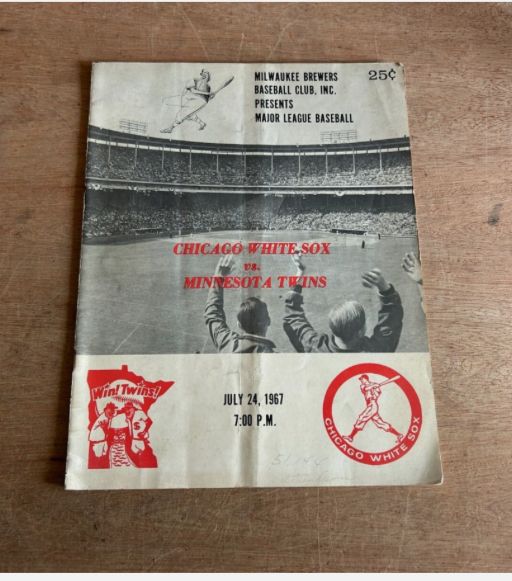 MILWAUKEE BREWERS
BASEBALL CLUB, INC.
PRESENTS
MAJOR LEAGUE BASEBALL
25¢
CHICAGO WHITE SOX
vs.
MINNESOTA TWINS
Win! Twins!
JULY 24, 1967
7:00 P.M.
CHICAGO WHITE SOX